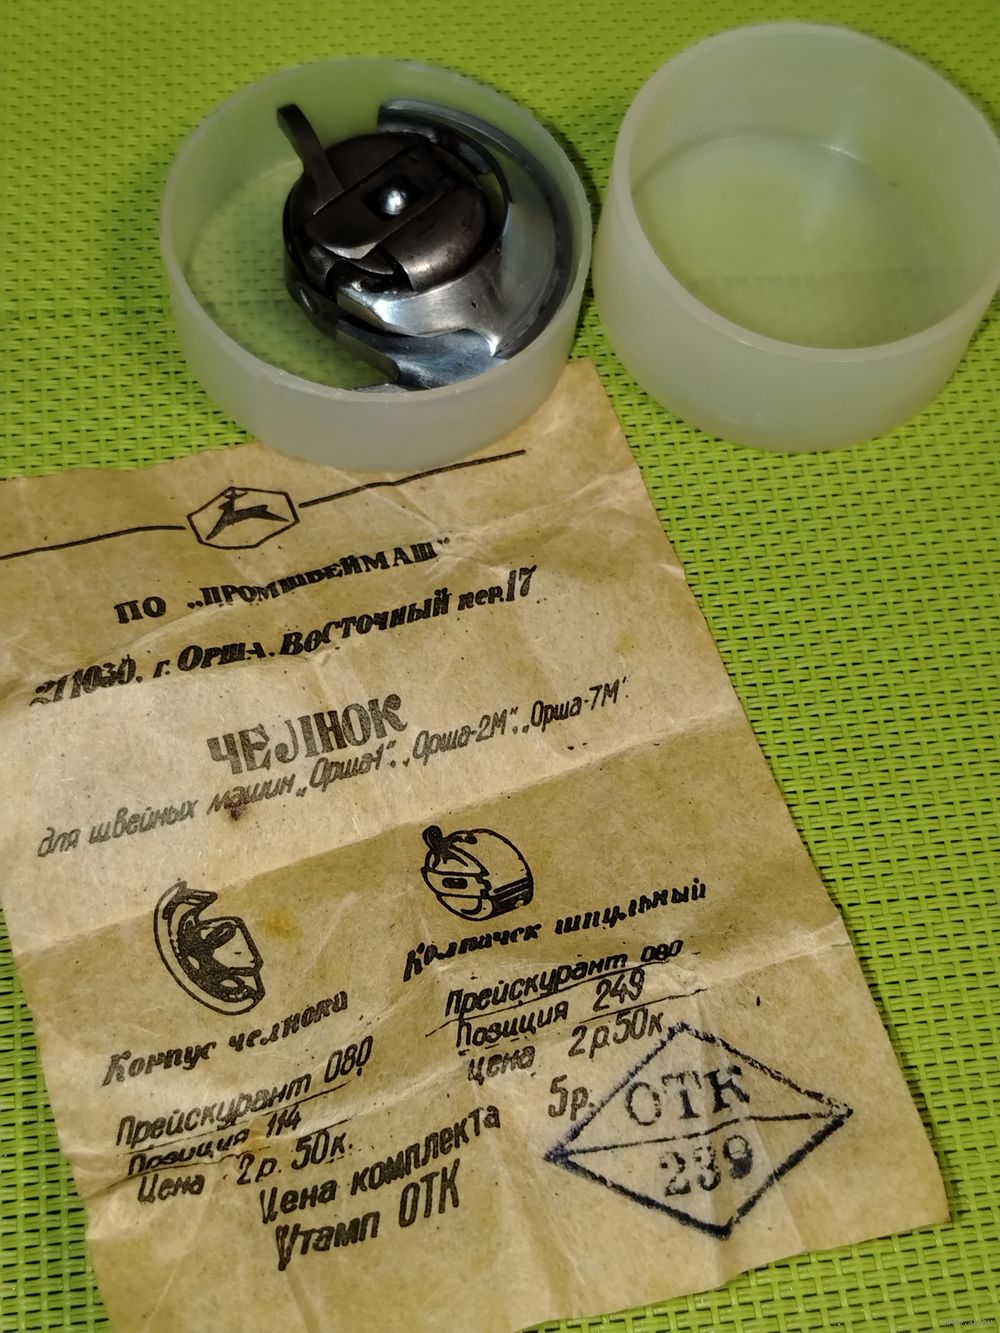 ПО „ПРОМШВЕЙМАШ“
211030, г. ОРША. ВОСТОЧНЫЙ пер. 17
ЧЕЛНОК
для швейных машин „Орша-1“, „Орша-2М“, „Орша-7М“
Корпус челнока
Прейскурант 080
Позиция 114
Цена 2р. 50к.
Колпачек шпульный
Прейскурант 080
Позиция 249
Цена 2р 50к
Цена комплекта 5р.
Штамп ОТК
ОТК
239